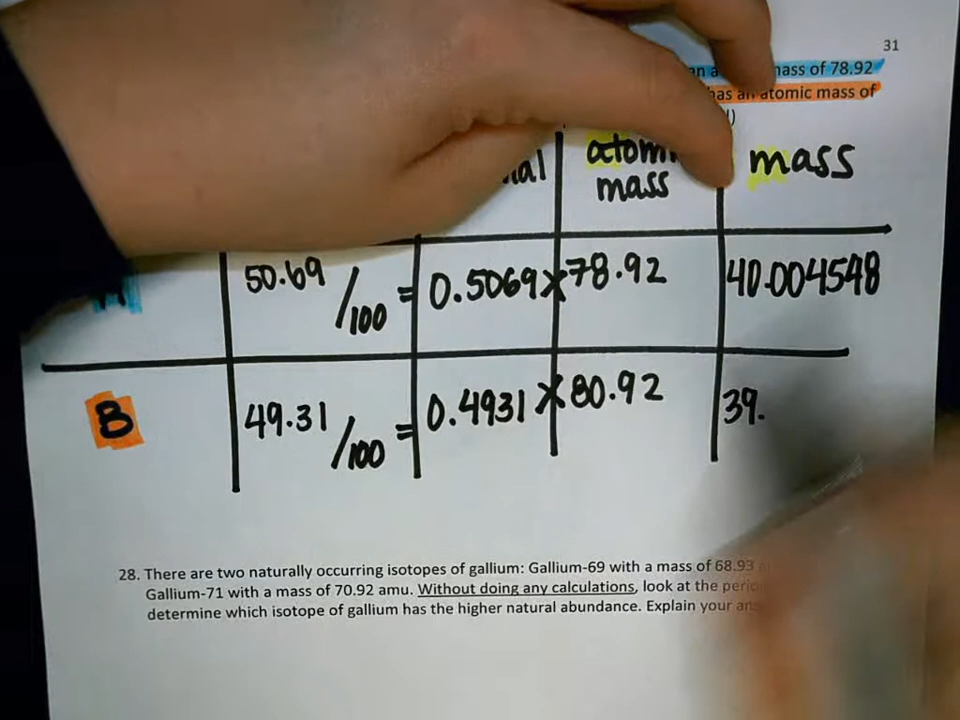 31
mass of 78.92
has an atomic mass of
atom
mass
mass
50.69 /100 = 0.5069 x 78.92 40.004548
B 49.31 /100 = 0.4931 x 80.92 39.
28. There are two naturally occurring isotopes of gallium: Gallium-69 with a mass of 68.93
Gallium-71 with a mass of 70.92 amu. Without doing any calculations, look at the
determine which isotope of gallium has the higher natural abundance. Explain your